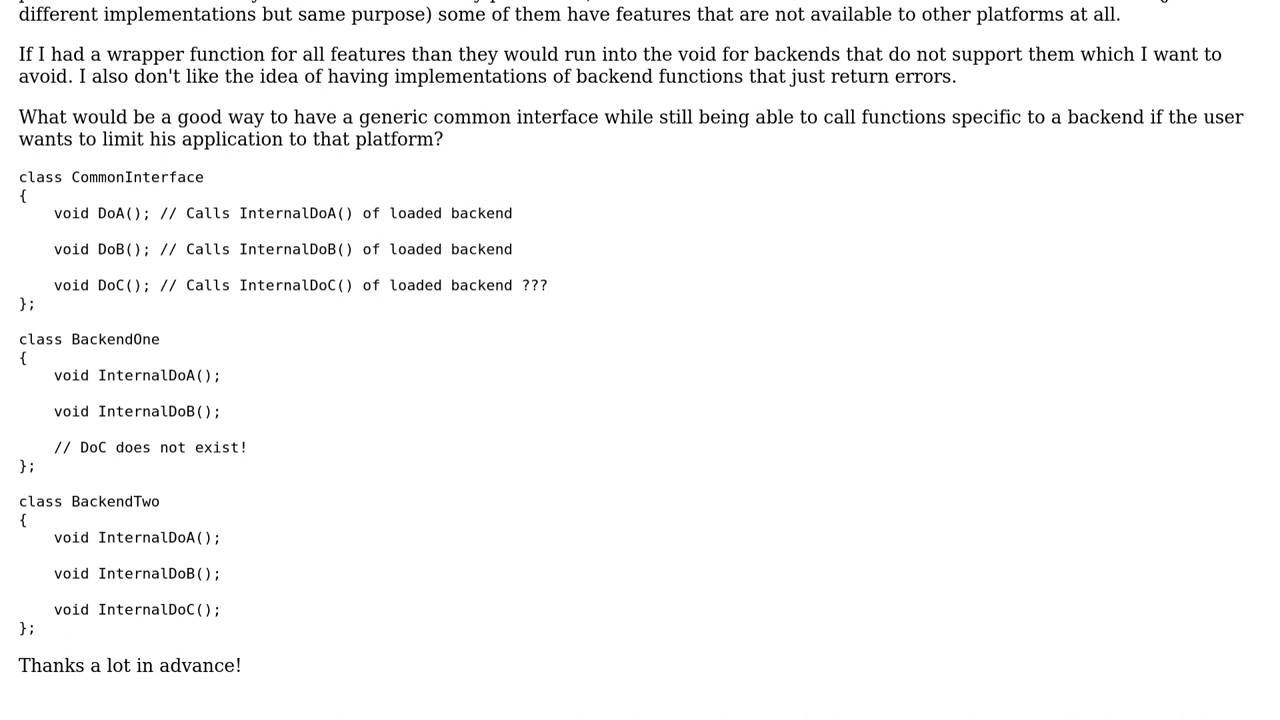 different implementations but same purpose) some of them have features that are not available to other platforms at all.
If I had a wrapper function for all features than they would run into the void for backends that do not support them which I want to
avoid. I also don't like the idea of having implementations of backend functions that just return errors.
What would be a good way to have a generic common interface while still being able to call functions specific to a backend if the user
wants to limit his application to that platform?
class CommonInterface
{
    void DoA(); // Calls InternalDoA() of loaded backend
    void DoB(); // Calls InternalDoB() of loaded backend
    void DoC(); // Calls InternalDoC() of loaded backend ???
};
class BackendOne
{
    void InternalDoA();
    void InternalDoB();
    // DoC does not exist!
};
class BackendTwo
{
    void InternalDoA();
    void InternalDoB();
    void InternalDoC();
};
Thanks a lot in advance!